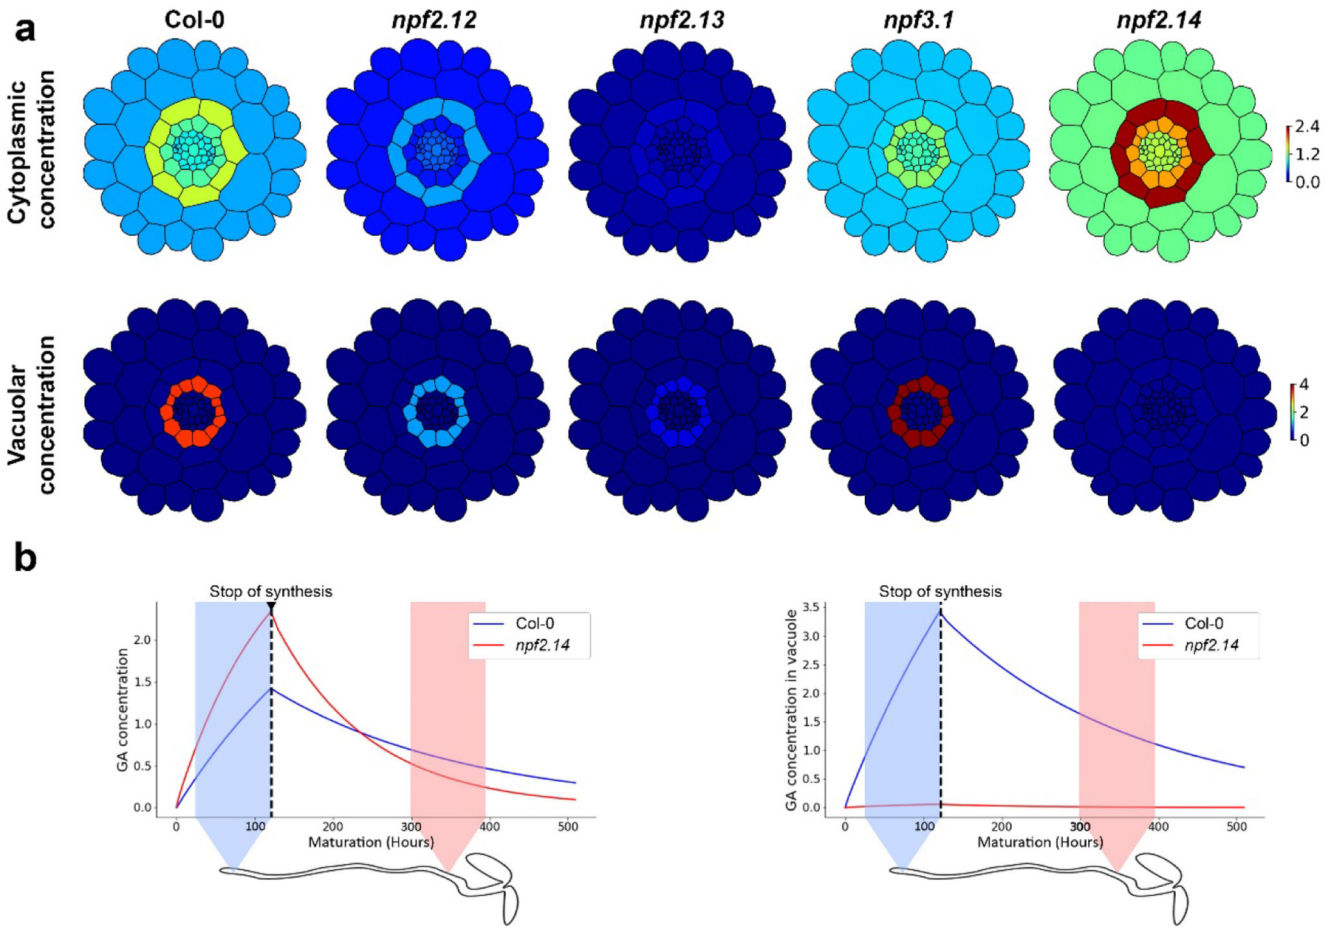 a
Col-0
npf2.12
npf2.13
npf3.1
npf2.14
Cytoplasmic
concentration
2.4
1.2
0.0
Vacuolar
concentration
4
2
0
b
Stop of synthesis
Col-0
npf2.14
GA concentration
2.0
1.5
1.0
0.5
0.0
0
100
200
300
400
500
Maturation (Hours)
Stop of synthesis
Col-0
npf2.14
GA concentration in vacuole
3.5
3.0
2.5
2.0
1.5
1.0
0.5
0.0
0
100
200
300
400
500
Maturation (Hours)